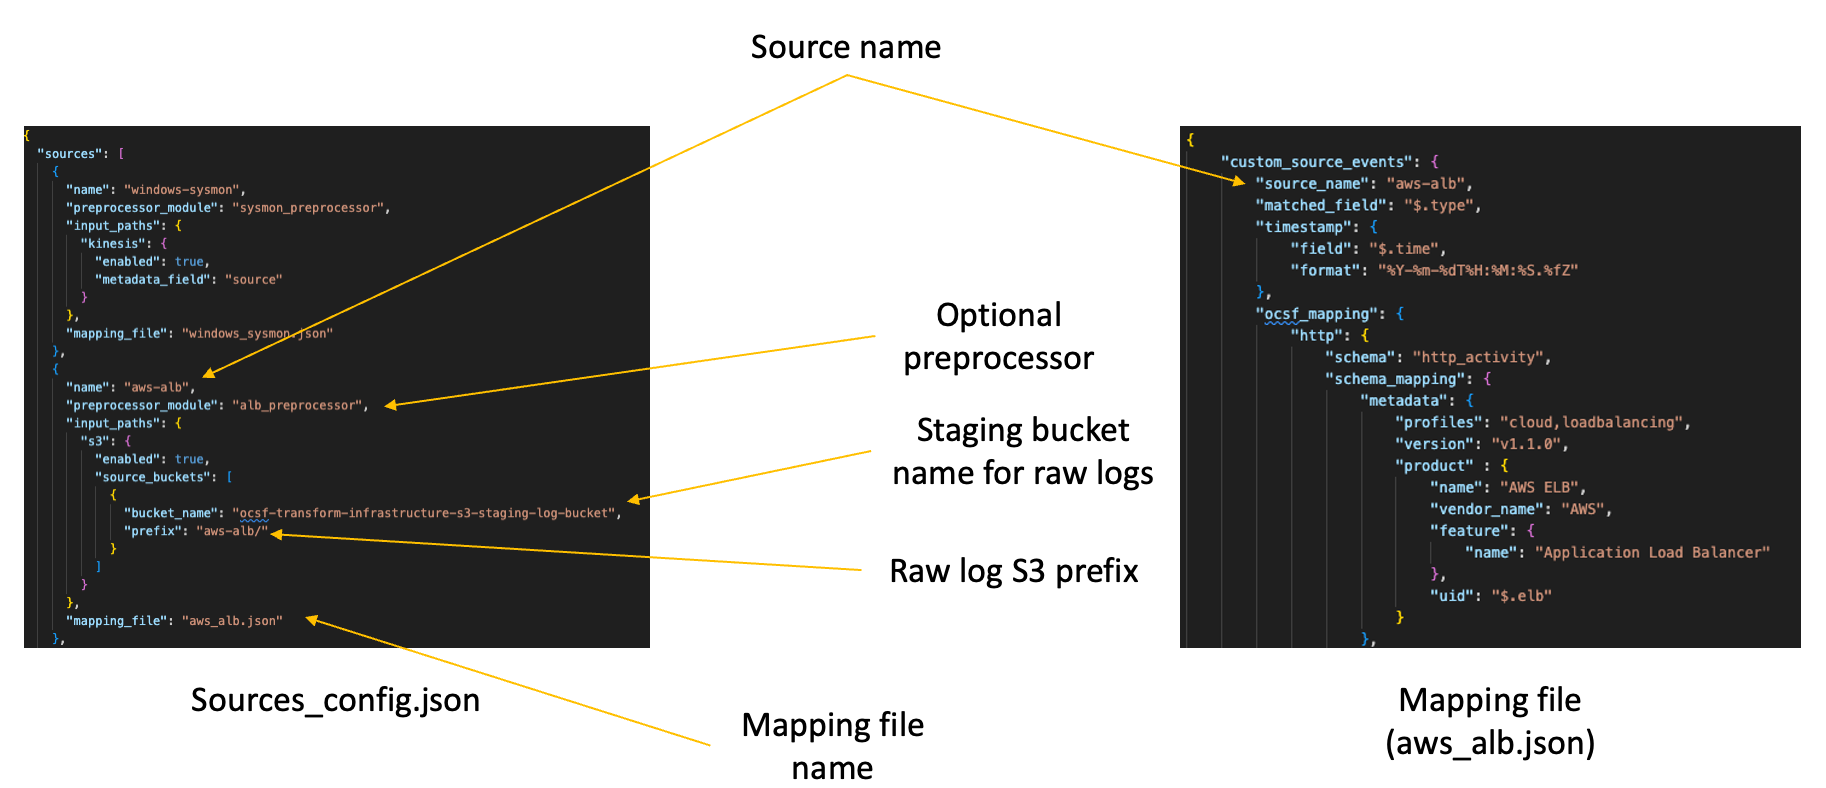 Source name
{
"sources": [
{
"name": "windows-sysmon",
"preprocessor_module": "sysmon_preprocessor",
"input_paths": {
"kinesis": {
"enabled": true,
"metadata_field": "source"
}
},
"mapping_file": "windows_sysmon.json"
},
{
"name": "aws-alb",
"preprocessor_module": "alb_preprocessor",
"input_paths": {
"s3": {
"enabled": true,
"source_buckets": [
{
"bucket_name": "ocsf-transform-infrastructure-s3-staging-log-bucket",
"prefix": "aws-alb/"
}
]
}
},
"mapping_file": "aws_alb.json"
},
Sources_config.json
Optional
preprocessor
Staging bucket
name for raw logs
Raw log S3 prefix
Mapping file
name
{
"custom_source_events": {
"source_name": "aws-alb",
"matched_field": "$.type",
"timestamp": {
"field": "$.time",
"format": "%Y-%m-%dT%H:%M:%S.%fZ"
},
"ocsf_mapping": {
"http": {
"schema": "http_activity",
"schema_mapping": {
"metadata": {
"profiles": "cloud,loadbalancing",
"version": "v1.1.0",
"product" : {
"name": "AWS ELB",
"vendor_name": "AWS",
"feature": {
"name": "Application Load Balancer"
},
"uid": "$.elb"
}
},
Mapping file
(aws_alb.json)